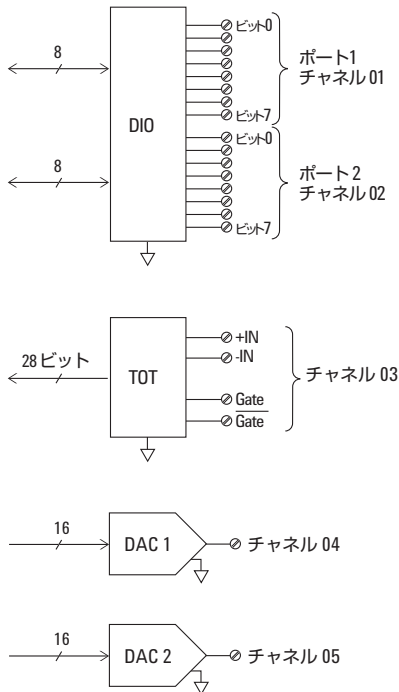 8
DIO
ビット0
ビット7
ポート1
チャネル 01
8
ビット0
ビット7
ポート 2
チャネル 02
28 ビット
TOT
+IN
-IN
Gate
Gate
チャネル 03
16
DAC 1
チャネル 04
16
DAC 2
チャネル 05